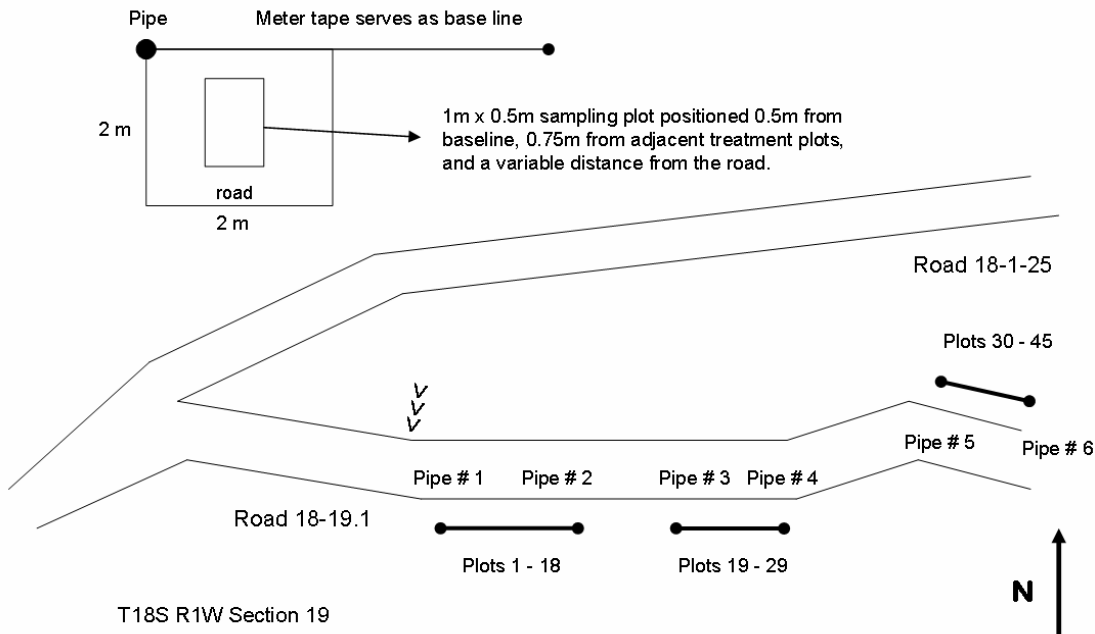 Pipe
Meter tape serves as base line
2 m
1m x 0.5m sampling plot positioned 0.5m from
baseline, 0.75m from adjacent treatment plots,
and a variable distance from the road.
road
2 m
Road 18-1-25
Plots 30 - 45
Pipe # 5
Pipe # 6
Pipe # 1
Pipe # 2
Pipe # 3
Pipe # 4
Road 18-19.1
Plots 1 - 18
Plots 19 - 29
N
T18S R1W Section 19